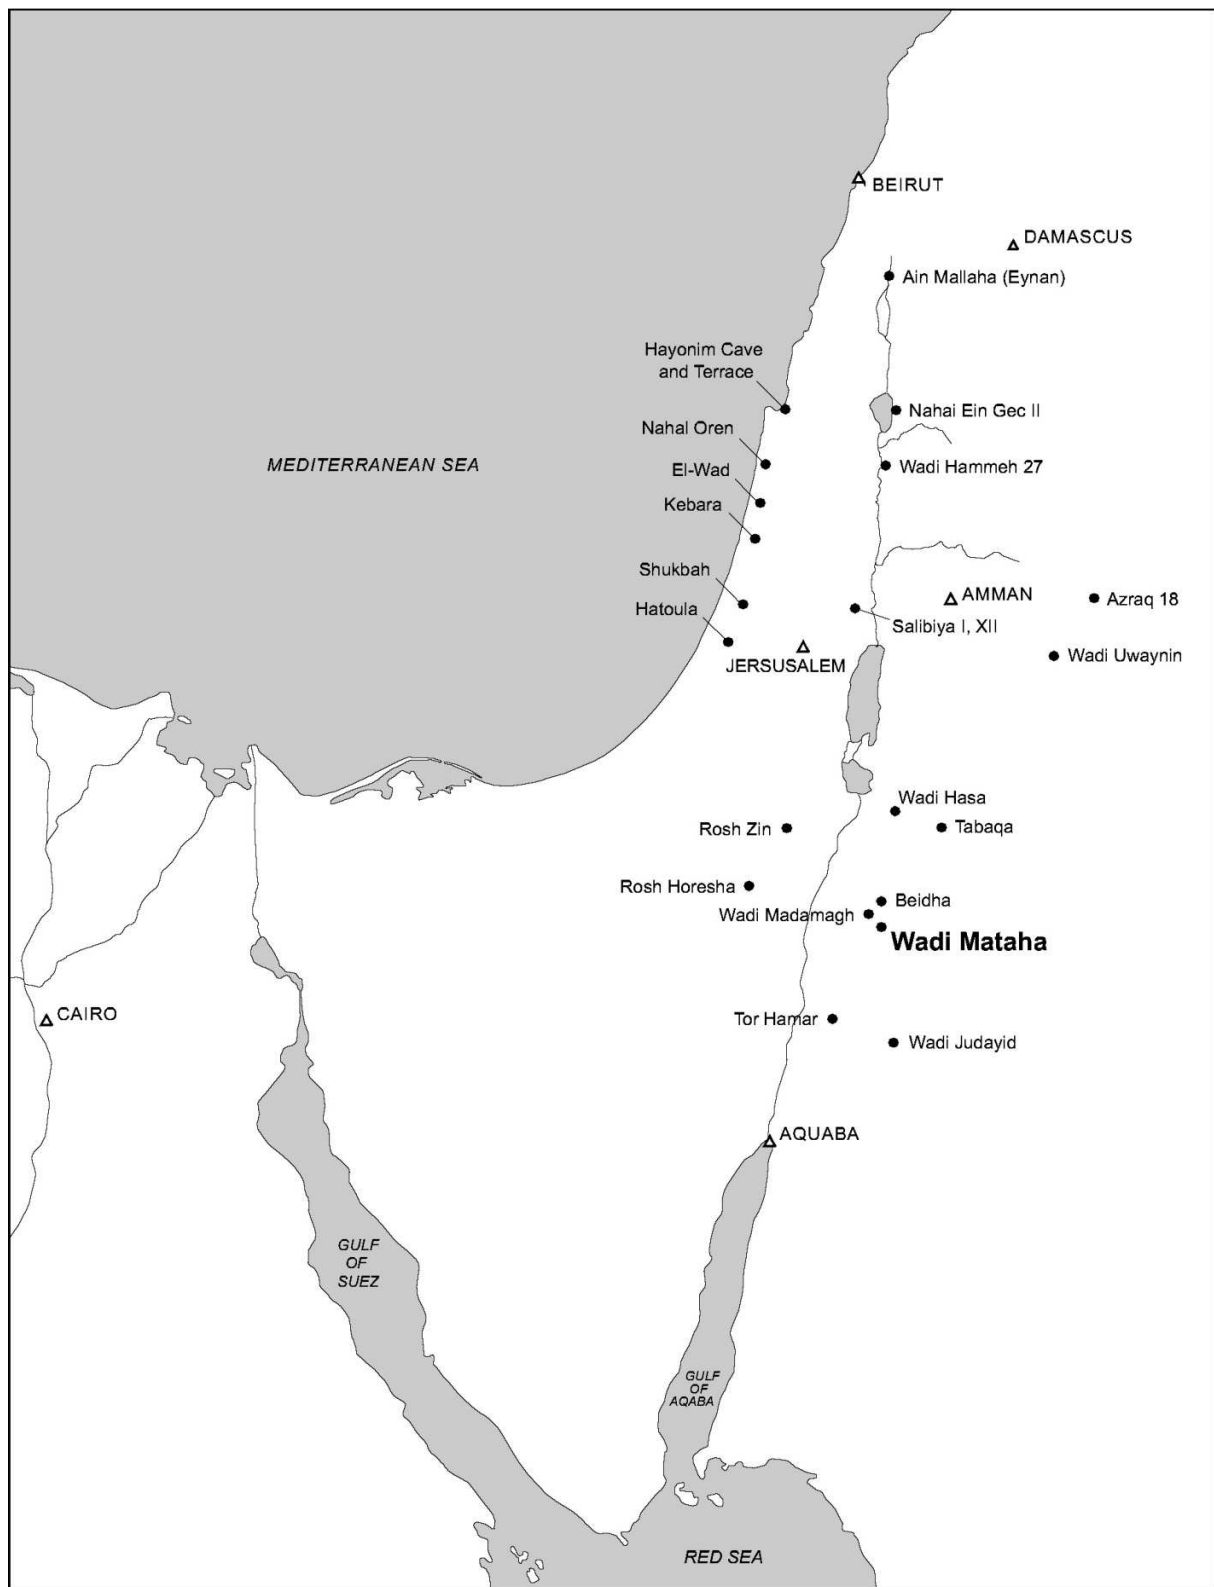 BEIRUT
DAMASCUS
Ain Mallaha (Eynan)
Hayonim Cave
and Terrace
Nahai Ein Gec II
Nahal Oren
MEDITERRANEAN SEA
Wadi Hammeh 27
El-Wad
Kebara
Shukbah
AMMAN
Azraq 18
Hatoula
Salibiya I, XII
JERSUSALEM
Wadi Uwaynin
Wadi Hasa
Rosh Zin
Tabaqa
Rosh Horesha
Beidha
Wadi Madamagh
Wadi Mataha
CAIRO
Tor Hamar
Wadi Judayid
AQUABA
GULF
OF
SUEZ
GULF
OF
AQABA
RED SEA